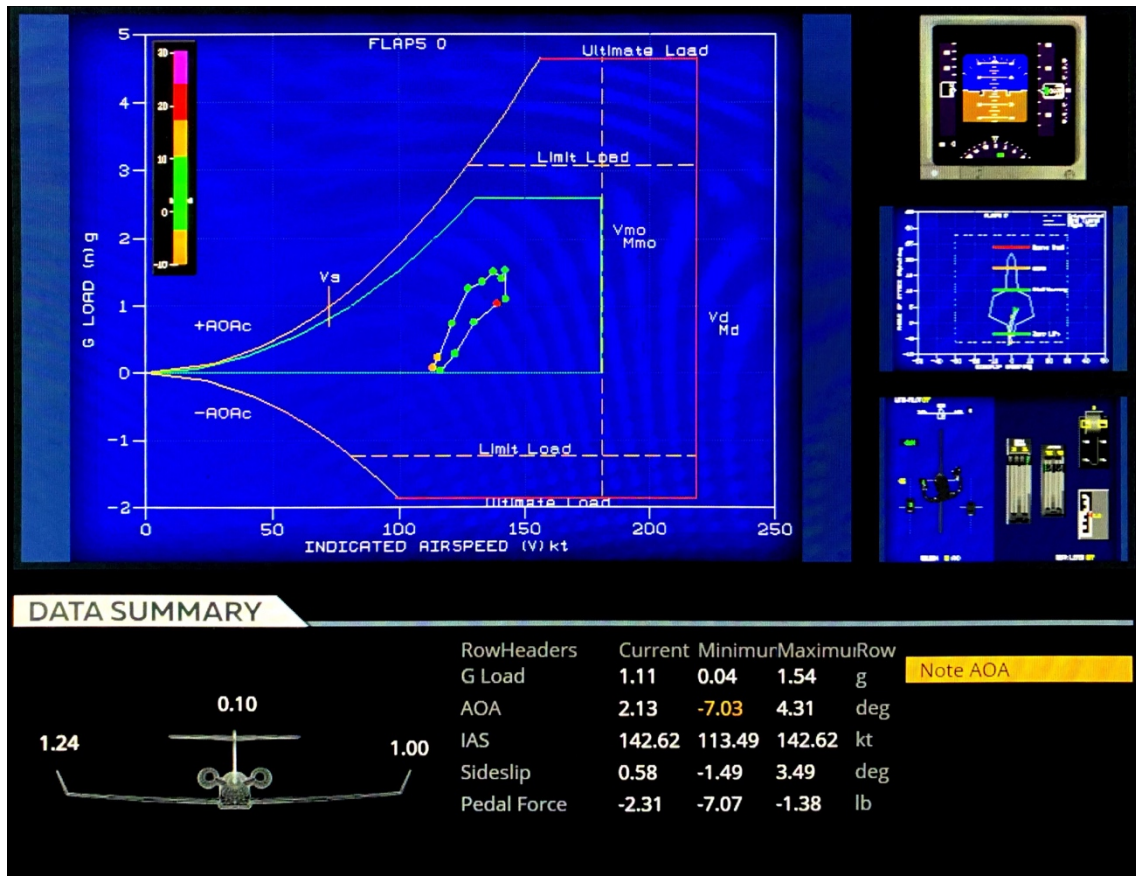 FLAPS 0
Ultimate Load
Limit Load
Vs
Vmo
Mmo
Vd
Md
+AOAc
-AOAc
Limit Load
Ultimate Load
G LOAD (n) g
5
4
3
2
1
0
-1
-2
0 50 100 150 200 250
INDICATED AIRSPEED (V) kt
30
20
10
0
-10
FLAPS 0
DATA SUMMARY
0.10
1.24
1.00
RowHeaders Current Minimur Maximur Row
G Load 1.11 0.04 1.54 g
AOA 2.13 -7.03 4.31 deg
IAS 142.62 113.49 142.62 kt
Sideslip 0.58 -1.49 3.49 deg
Pedal Force -2.31 -7.07 -1.38 lb
Note AOA